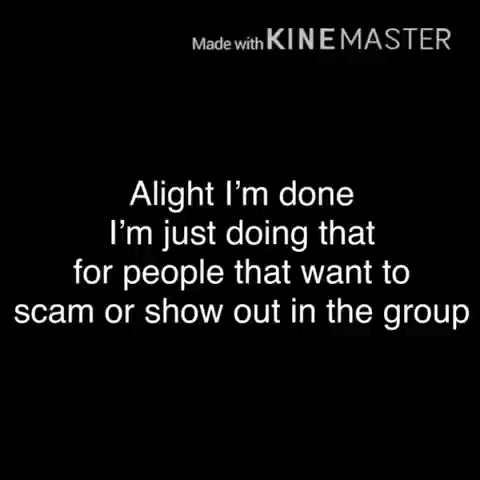 Made with KINEMASTER
Alight I'm done
I'm just doing that
for people that want to
scam or show out in the group